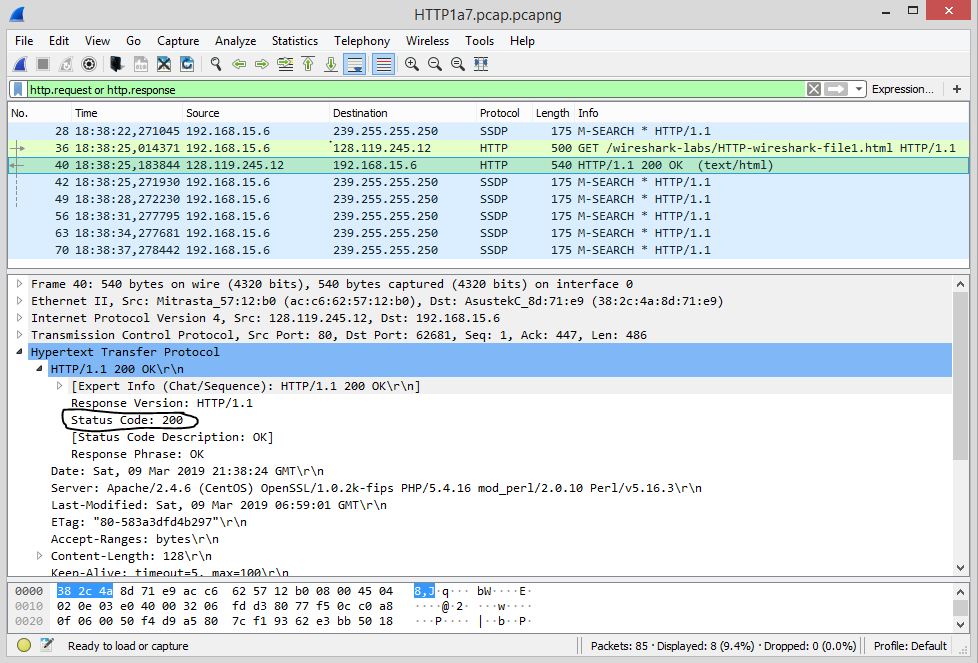 HTTP1a7.pcap.pcapng
File Edit View Go Capture Analyze Statistics Telephony Wireless Tools Help
http.request or http.response Expression... +
No. Time Source Destination Protocol Length Info
28 18:38:22,271045 192.168.15.6 239.255.255.250 SSDP 175 M-SEARCH * HTTP/1.1
36 18:38:25,014371 192.168.15.6 128.119.245.12 HTTP 500 GET /wireshark-labs/HTTP-wireshark-file1.html HTTP/1.1
40 18:38:25,183844 128.119.245.12 192.168.15.6 HTTP 540 HTTP/1.1 200 OK (text/html)
42 18:38:25,271930 192.168.15.6 239.255.255.250 SSDP 175 M-SEARCH * HTTP/1.1
49 18:38:28,272230 192.168.15.6 239.255.255.250 SSDP 175 M-SEARCH * HTTP/1.1
56 18:38:31,277795 192.168.15.6 239.255.255.250 SSDP 175 M-SEARCH * HTTP/1.1
63 18:38:34,277681 192.168.15.6 239.255.255.250 SSDP 175 M-SEARCH * HTTP/1.1
70 18:38:37,278442 192.168.15.6 239.255.255.250 SSDP 175 M-SEARCH * HTTP/1.1
Frame 40: 540 bytes on wire (4320 bits), 540 bytes captured (4320 bits) on interface 0
Ethernet II, Src: Mitrasta_57:12:b0 (ac:c6:62:57:12:b0), Dst: AsustekC_8d:71:e9 (38:2c:4a:8d:71:e9)
Internet Protocol Version 4, Src: 128.119.245.12, Dst: 192.168.15.6
Transmission Control Protocol, Src Port: 80, Dst Port: 62681, Seq: 1, Ack: 447, Len: 486
Hypertext Transfer Protocol
HTTP/1.1 200 OK\r\n
[Expert Info (Chat/Sequence): HTTP/1.1 200 OK\r\n]
Response Version: HTTP/1.1
Status Code: 200
[Status Code Description: OK]
Response Phrase: OK
Date: Sat, 09 Mar 2019 21:38:24 GMT\r\n
Server: Apache/2.4.6 (CentOS) OpenSSL/1.0.2k-fips PHP/5.4.16 mod_perl/2.0.10 Perl/v5.16.3\r\n
Last-Modified: Sat, 09 Mar 2019 06:59:01 GMT\r\n
ETag: "80-583a3dfd4b297"\r\n
Accept-Ranges: bytes\r\n
Content-Length: 128\r\n
Keep-Alive: timeout=5, max=100\r\n
0000 38 2c 4a 8d 71 e9 ac c6 62 57 12 b0 08 00 45 04 8,J·q··· bW····E·
0010 02 0e 03 e0 40 00 32 06 fd d3 80 77 f5 0c c0 a8 ····@·2· ···w····
0020 0f 06 00 50 f4 d9 a5 80 7c f1 93 62 e3 bb 50 18 ···P···· |··b··P·
Ready to load or capture Packets: 85 · Displayed: 8 (9.4%) · Dropped: 0 (0.0%) Profile: Default